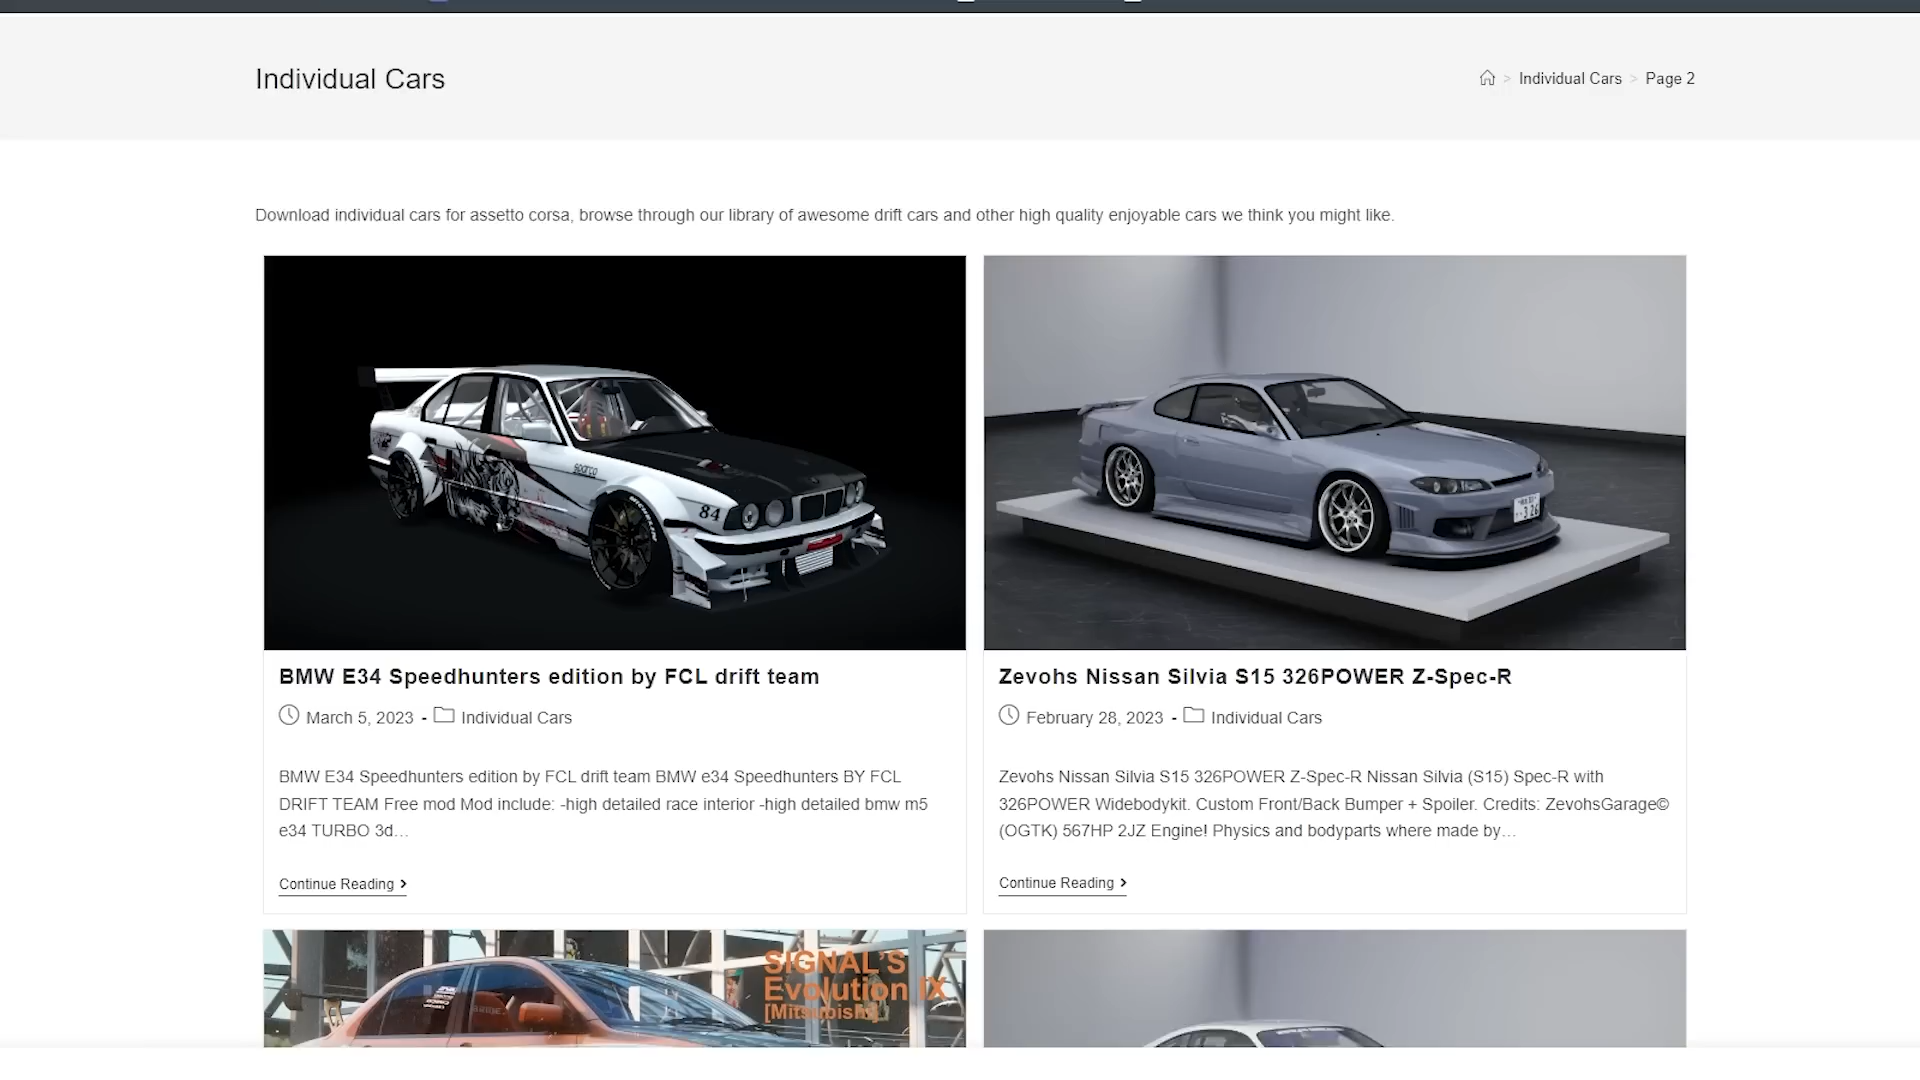 Individual Cars
> Individual Cars > Page 2
Download individual cars for assetto corsa, browse through our library of awesome drift cars and other high quality enjoyable cars we think you might like.
sparco
84
326
BMW E34 Speedhunters edition by FCL drift team
March 5, 2023 - Individual Cars
BMW E34 Speedhunters edition by FCL drift team BMW e34 Speedhunters BY FCL
DRIFT TEAM Free mod Mod include: -high detailed race interior -high detailed bmw m5
e34 TURBO 3d…
Continue Reading >
Zevohs Nissan Silvia S15 326POWER Z-Spec-R
February 28, 2023 - Individual Cars
Zevohs Nissan Silvia S15 326POWER Z-Spec-R Nissan Silvia (S15) Spec-R with
326POWER Widebodykit. Custom Front/Back Bumper + Spoiler. Credits: ZevohsGarage©
(OGTK) 567HP 2JZ Engine! Physics and bodyparts where made by…
Continue Reading >
SIGNAL'S
Evolution IX
[Mitsubishi]